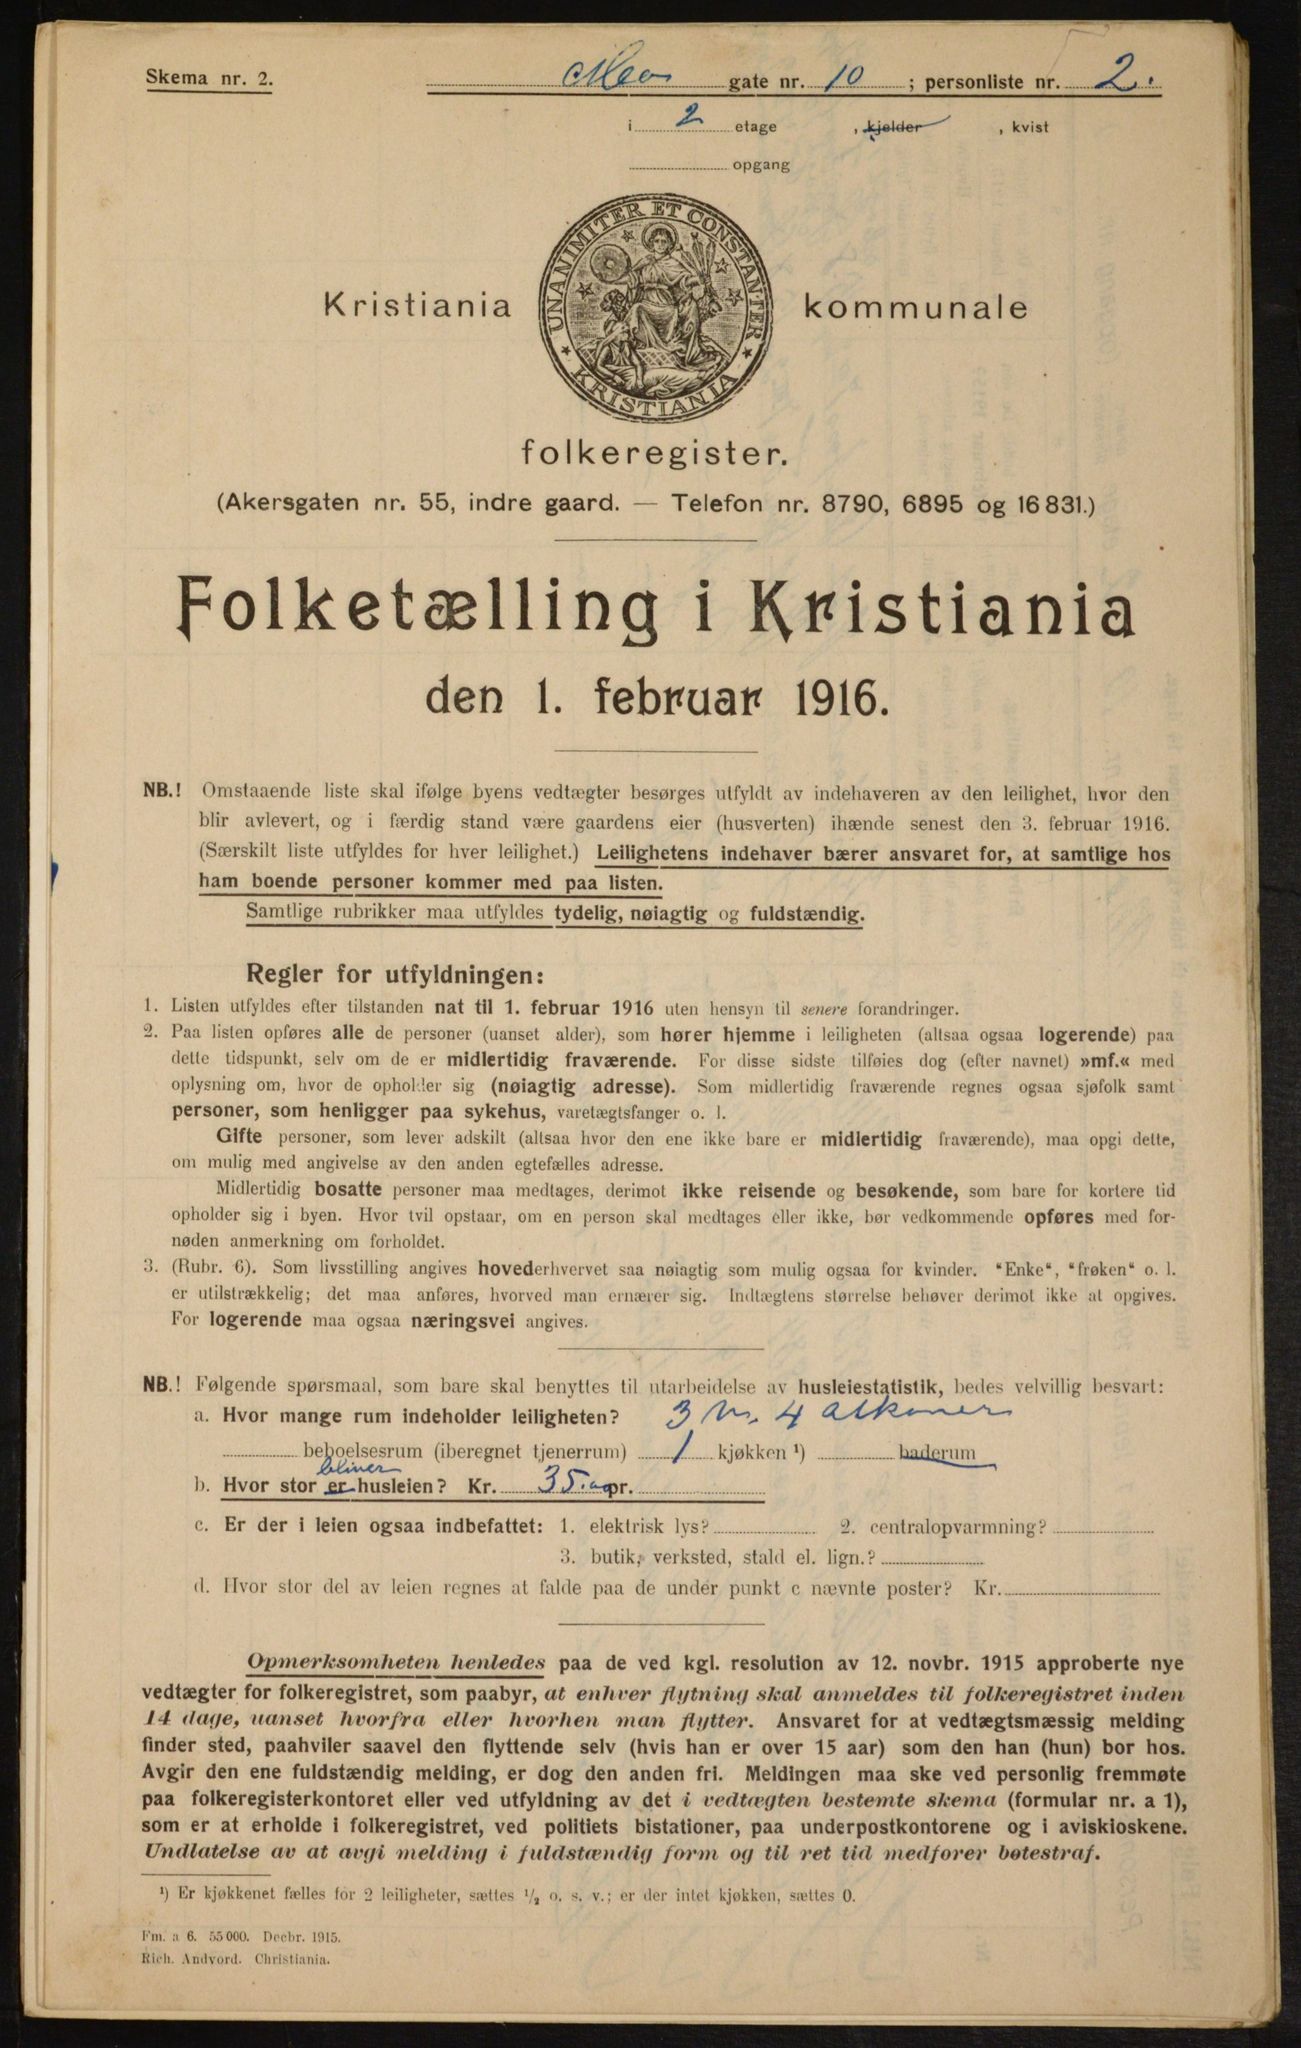 Skema nr. 2. gate nr. 10 ; personliste nr. 2.
i 2 etage , kjelder , kvist
opgang
UNANIMITER ET CONSTANTER
KRISTIANIA
Kristiania kommunale
folkeregister.
(Akersgaten nr. 55, indre gaard. — Telefon nr. 8790, 6895 og 16831.)
Folketælling i Kristiania
den 1. februar 1916.
NB.! Omstaaende liste skal ifølge byens vedtægter besørges utfyldt av indehaveren av den leilighet, hvor den
blir avlevert, og i færdig stand være gaardens eier (husverten) ihænde senest den 3. februar 1916.
(Særskilt liste utfyldes for hver leilighet.) Leilighetens indehaver bærer ansvaret for, at samtlige hos
ham boende personer kommer med paa listen.
Samtlige rubrikker maa utfyldes tydelig, nøiagtig og fuldstændig.
Regler for utfyldningen:
1. Listen utfyldes efter tilstanden nat til 1. februar 1916 uten hensyn til senere forandringer.
2. Paa listen opføres alle de personer (uanset alder), som hører hjemme i leiligheten (altsaa ogsaa logerende) paa
dette tidspunkt, selv om de er midlertidig fraværende. For disse sidste tilføies dog (efter navnet) »mf.« med
oplysning om, hvor de opholder sig (nøiagtig adresse). Som midlertidig fraværende regnes ogsaa sjøfolk samt
personer, som henligger paa sykehus, varetægtsfanger o. l.
Gifte personer, som lever adskilt (altsaa hvor den ene ikke bare er midlertidig fraværende), maa opgi dette,
om mulig med angivelse av den anden egtefælles adresse.
Midlertidig bosatte personer maa medtages, derimot ikke reisende og besøkende, som bare for kortere tid
opholder sig i byen. Hvor tvil opstaar, om en person skal medtages eller ikke, bør vedkommende opføres med for-
nøden anmerkning om forholdet.
3. (Rubr. 6). Som livsstilling angives hovederhvervet saa nøiagtig som mulig ogsaa for kvinder. "Enke", "frøken" o. l.
er utilstrækkelig; det maa anføres, hvorved man ernærer sig. Indtægtens størrelse behøver derimot ikke at opgives.
For logerende maa ogsaa næringsvei angives.
NB.! Følgende spørsmaal, som bare skal benyttes til utarbeidelse av husleiestatistik, bedes velvillig besvart:
a. Hvor mange rum indeholder leiligheten? 3 4
beboelsesrum (iberegnet tjenerrum) 1 kjøkken ¹) baderum
bliver
b. Hvor stor er husleien? Kr. 35.00 pr.
c. Er der i leien ogsaa indbefattet: 1. elektrisk lys? 2. centralopvarmning?
3. butik, verksted, stald el. lign.?
d. Hvor stor del av leien regnes at falde paa de under punkt c nævnte poster? Kr.
Opmerksomheten henledes paa de ved kgl. resolution av 12. novbr. 1915 approberte nye
vedtægter for folkeregistret, som paabyr, at enhver flytning skal anmeldes til folkeregistret inden
14 dage, uanset hvorfra eller hvorhen man flytter. Ansvaret for at vedtægtsmæssig melding
finder sted, paahviler saavel den flyttende selv (hvis han er over 15 aar) som den han (hun) bor hos.
Avgir den ene fuldstændig melding, er dog den anden fri. Meldingen maa ske ved personlig fremmøte
paa folkeregisterkontoret eller ved utfyldning av det i vedtægten bestemte skema (formular nr. a 1),
som er at erholde i folkeregistret, ved politiets bistationer, paa underpostkontorene og i aviskioskene.
Undlatelse av at avgi melding i fuldstændig form og til ret tid medfører bøtestraf.
¹) Er kjøkkenet fælles for 2 leiligheter, sættes ½ o. s. v.; er der intet kjøkken, sættes 0.
Fm. a 6. 55000. Decbr. 1915.
Rich. Andvord. Christiania.